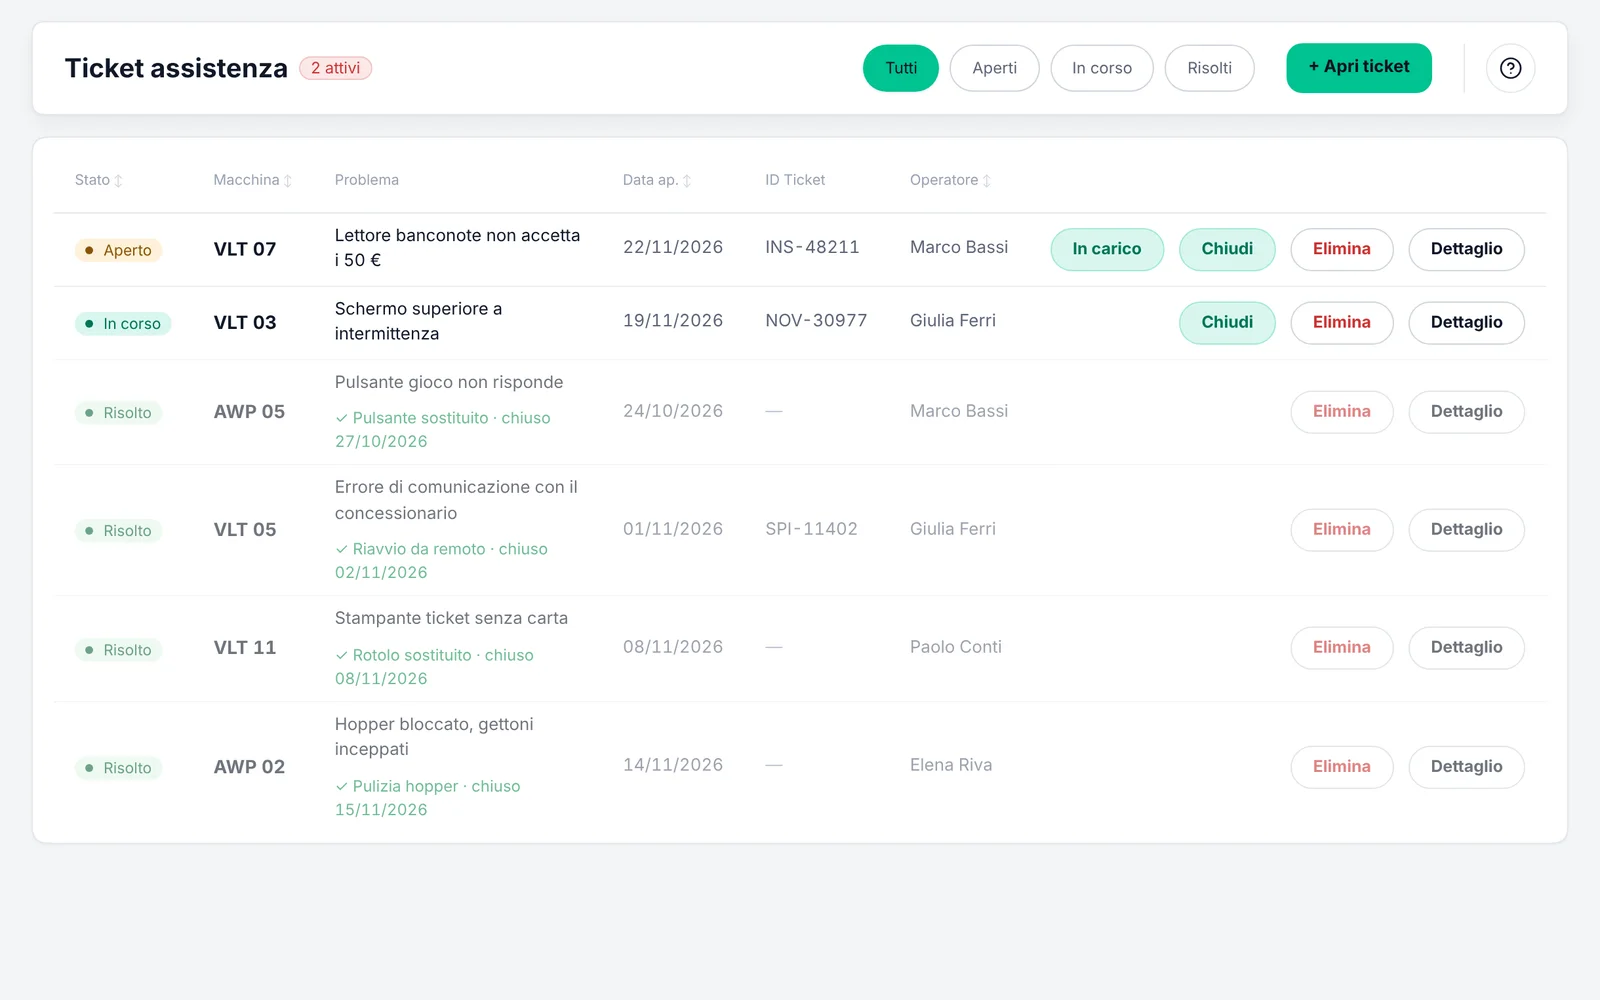 Ticket assistenza 2 attivi Tutti Aperti In corso Risolti + Apri ticket ?
Stato Macchina Problema Data ap. ID Ticket Operatore
Aperto VLT 07 Lettore banconote non accetta i 50 € 22/11/2026 INS-48211 Marco Bassi In carico Chiudi Elimina Dettaglio
In corso VLT 03 Schermo superiore a intermittenza 19/11/2026 NOV-30977 Giulia Ferri Chiudi Elimina Dettaglio
Risolto AWP 05 Pulsante gioco non risponde
✓ Pulsante sostituito · chiuso 27/10/2026
24/10/2026 — Marco Bassi Elimina Dettaglio
Risolto VLT 05 Errore di comunicazione con il concessionario
✓ Riavvio da remoto · chiuso 02/11/2026
01/11/2026 SPI-11402 Giulia Ferri Elimina Dettaglio
Risolto VLT 11 Stampante ticket senza carta
✓ Rotolo sostituito · chiuso 08/11/2026
08/11/2026 — Paolo Conti Elimina Dettaglio
Risolto AWP 02 Hopper bloccato, gettoni inceppati
✓ Pulizia hopper · chiuso 15/11/2026
14/11/2026 — Elena Riva Elimina Dettaglio